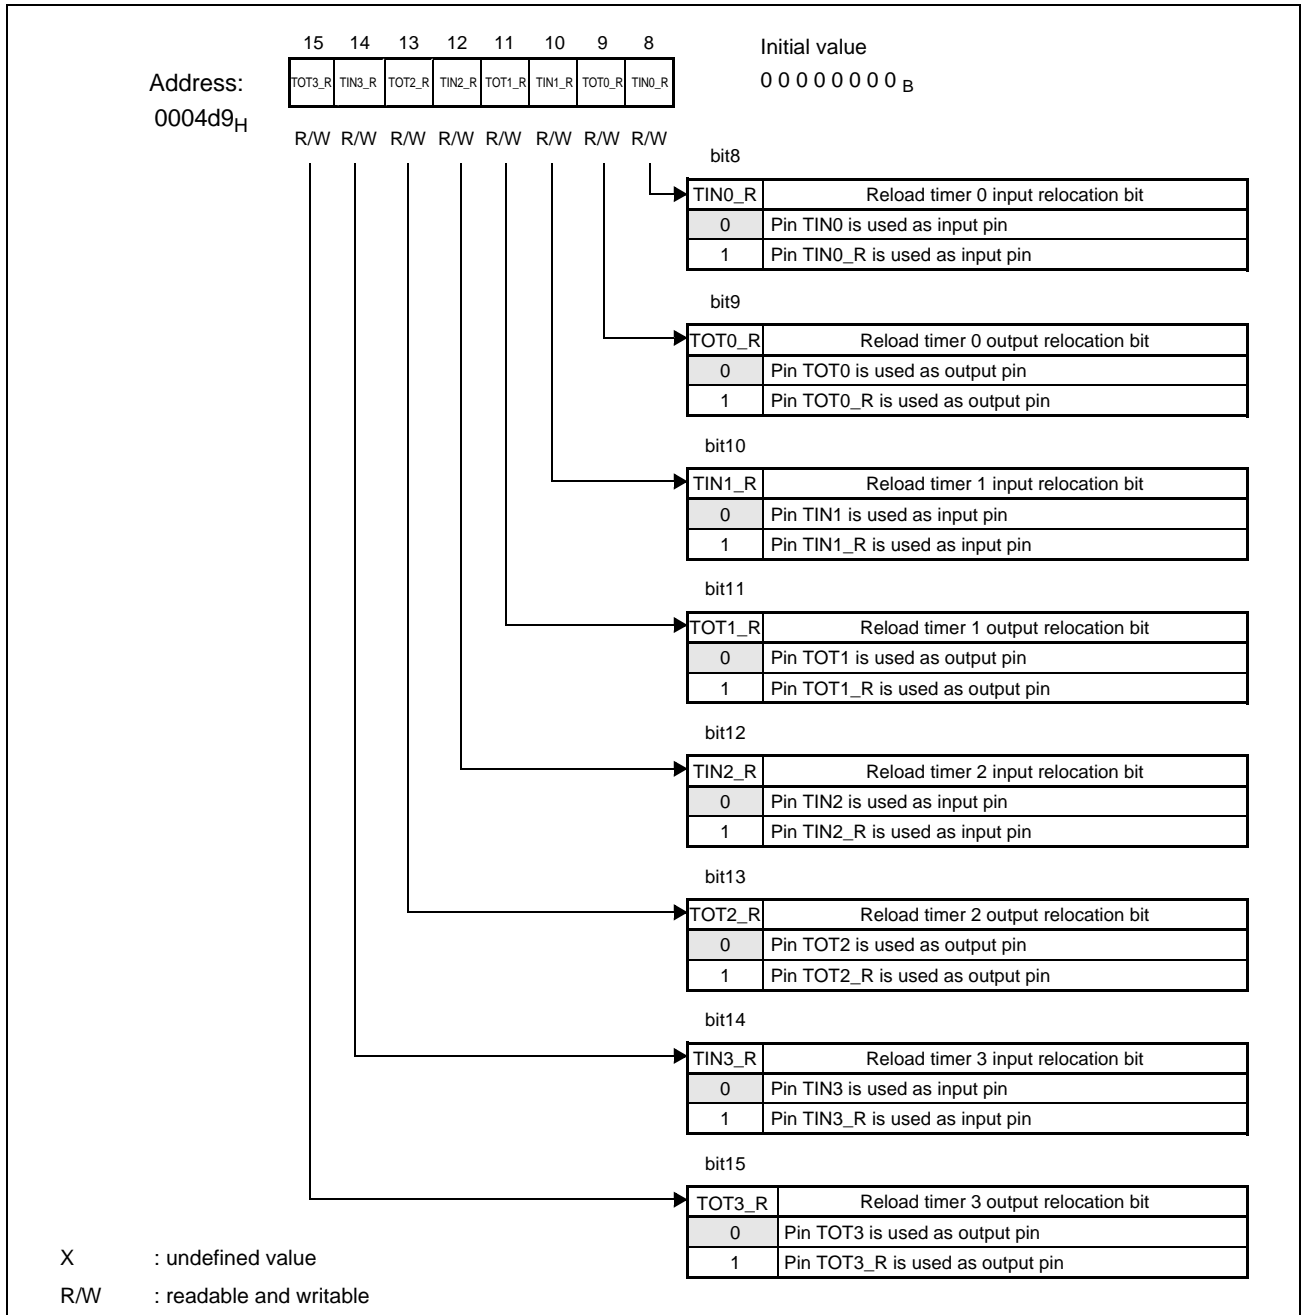 15 14 13 12 11 10 9 8 Initial value
Address: TOT3_R TIN3_R TOT2_R TIN2_R TOT1_R TIN1_R TOT0_R TIN0_R 0 0 0 0 0 0 0 0 B
0004d9H
R/W R/W R/W R/W R/W R/W R/W R/W
bit8
TIN0_R Reload timer 0 input relocation bit
0 Pin TIN0 is used as input pin
1 Pin TIN0_R is used as input pin
bit9
TOT0_R Reload timer 0 output relocation bit
0 Pin TOT0 is used as output pin
1 Pin TOT0_R is used as output pin
bit10
TIN1_R Reload timer 1 input relocation bit
0 Pin TIN1 is used as input pin
1 Pin TIN1_R is used as input pin
bit11
TOT1_R Reload timer 1 output relocation bit
0 Pin TOT1 is used as output pin
1 Pin TOT1_R is used as output pin
bit12
TIN2_R Reload timer 2 input relocation bit
0 Pin TIN2 is used as input pin
1 Pin TIN2_R is used as input pin
bit13
TOT2_R Reload timer 2 output relocation bit
0 Pin TOT2 is used as output pin
1 Pin TOT2_R is used as output pin
bit14
TIN3_R Reload timer 3 input relocation bit
0 Pin TIN3 is used as input pin
1 Pin TIN3_R is used as input pin
bit15
TOT3_R Reload timer 3 output relocation bit
0 Pin TOT3 is used as output pin
1 Pin TOT3_R is used as output pin
X : undefined value
R/W : readable and writable